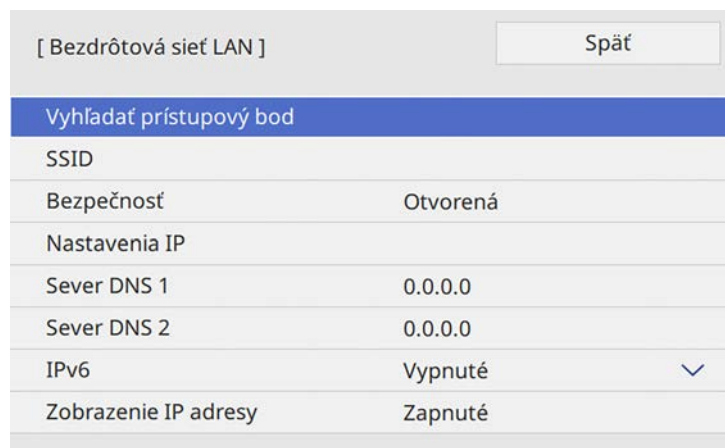 [ Bezdrôtová sieť LAN ] Späť
Vyhľadať prístupový bod
SSID
Bezpečnosť Otvorená
Nastavenia IP
Sever DNS 1 0.0.0.0
Sever DNS 2 0.0.0.0
IPv6 Vypnuté
Zobrazenie IP adresy Zapnuté